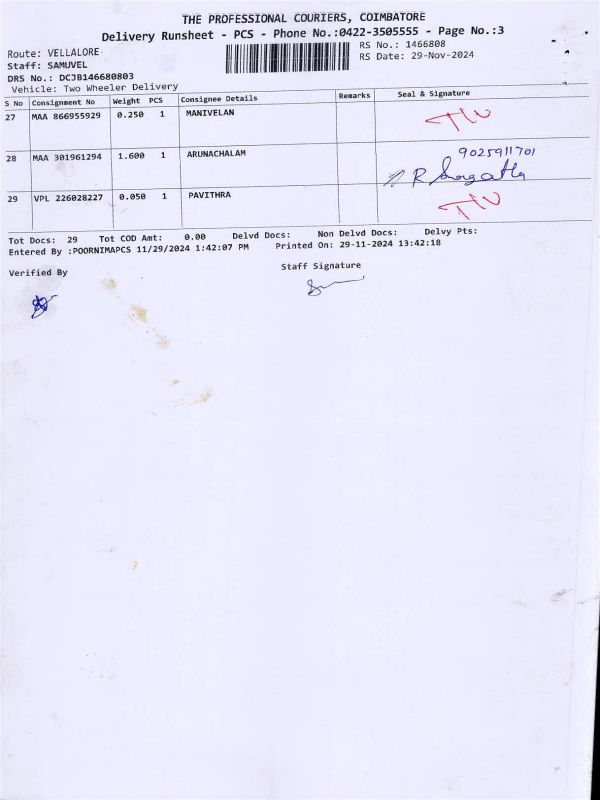 THE PROFESSIONAL COURIERS, COIMBATORE
Delivery Runsheet - PCS - Phone No.:0422-3505555 - Page No.:3
Route: VELLALORE
RS No.: 1466808
Staff: SAMUVEL
RS Date: 29-Nov-2024
DRS No.: DCJB146680803
Vehicle: Two Wheeler Delivery
S No Consignment No Weight PCS Consignee Details Remarks Seal & Signature
27 MAA 866955929 0.250 1 MANIVELAN
28 MAA 301961294 1.600 1 ARUNACHALAM 9025911701
R
29 VPL 226028227 0.050 1 PAVITHRA
Tot Docs: 29 Tot COD Amt: 0.00 Delvd Docs: Non Delvd Docs: Delvy Pts:
Entered By :POORNIMAPCS 11/29/2024 1:42:07 PM Printed On: 29-11-2024 13:42:18
Verified By Staff Signature